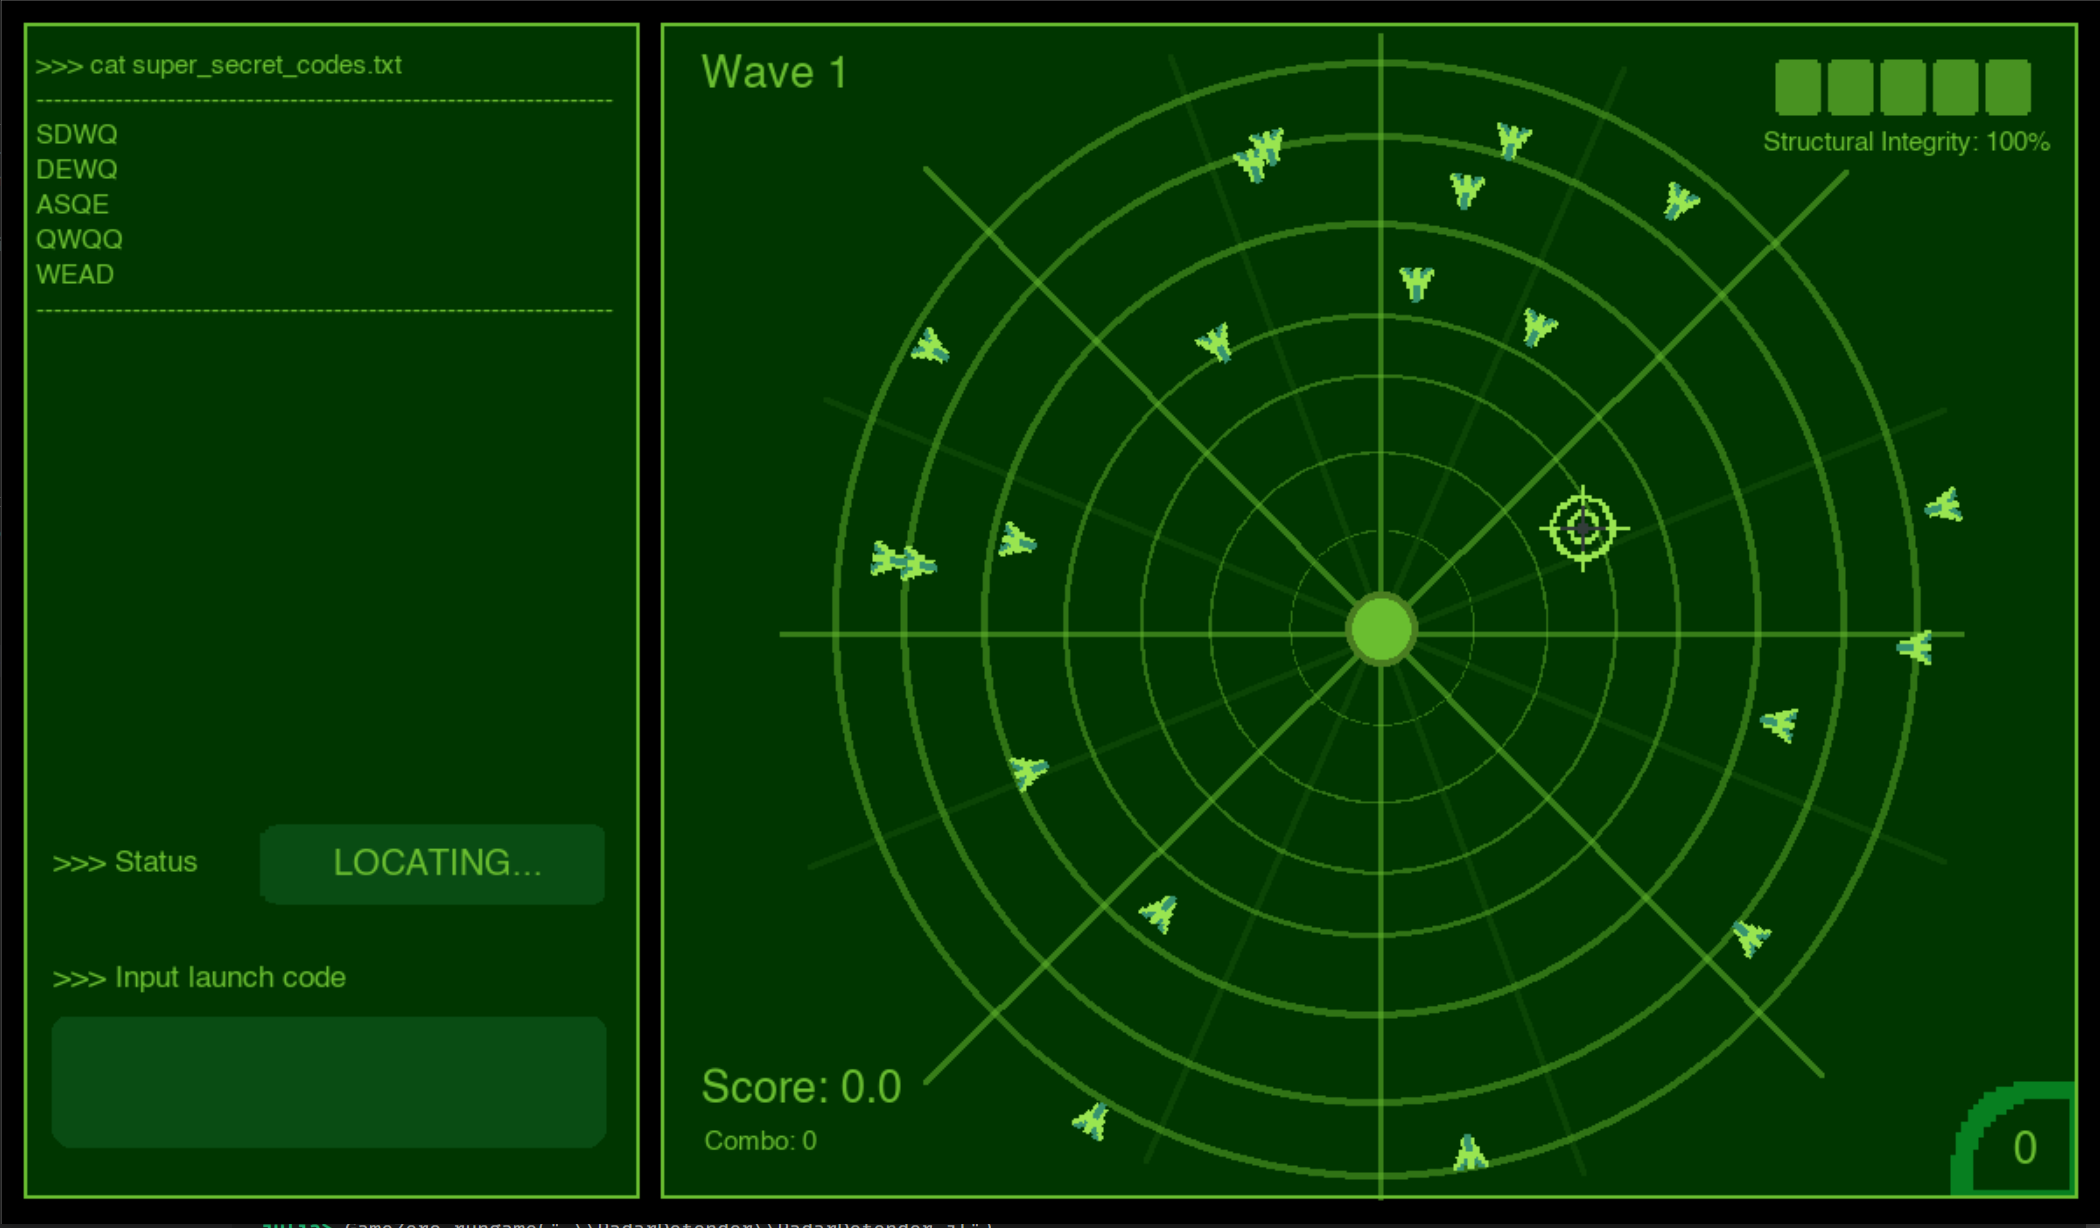 >>> cat super_secret_codes.txt
SDWQ
DEWQ
ASQE
QWQQ
WEAD
>>> Status
LOCATING...
>>> Input launch code
Wave 1
Structural Integrity: 100%
Score: 0.0
Combo: 0
0